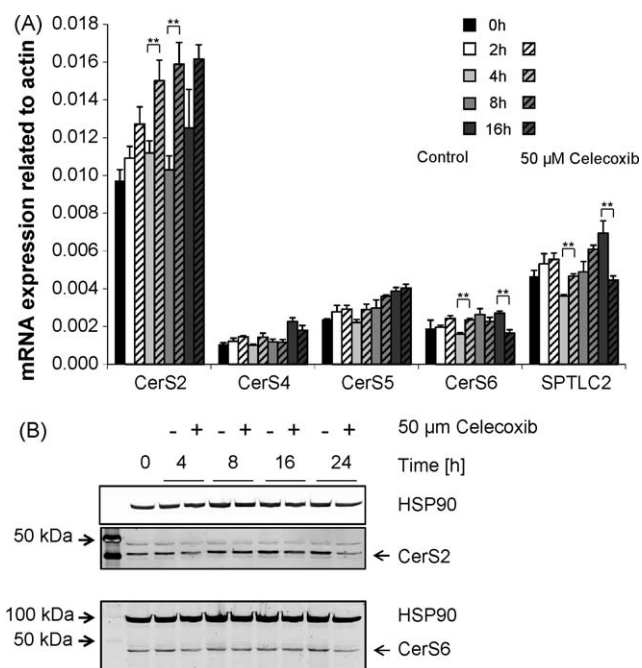 (A)
mRNA expression related to actin
0.018
0.016
0.014
0.012
0.010
0.008
0.006
0.004
0.002
0.000
** **
** **
** **
0h
2h
4h
8h
16h
Control 50 µM Celecoxib
CerS2 CerS4 CerS5 CerS6 SPTLC2
(B)
- + - + - + - + 50 µm Celecoxib
0 4 8 16 24 Time [h]
HSP90
50 kDa
CerS2
100 kDa HSP90
50 kDa
CerS6